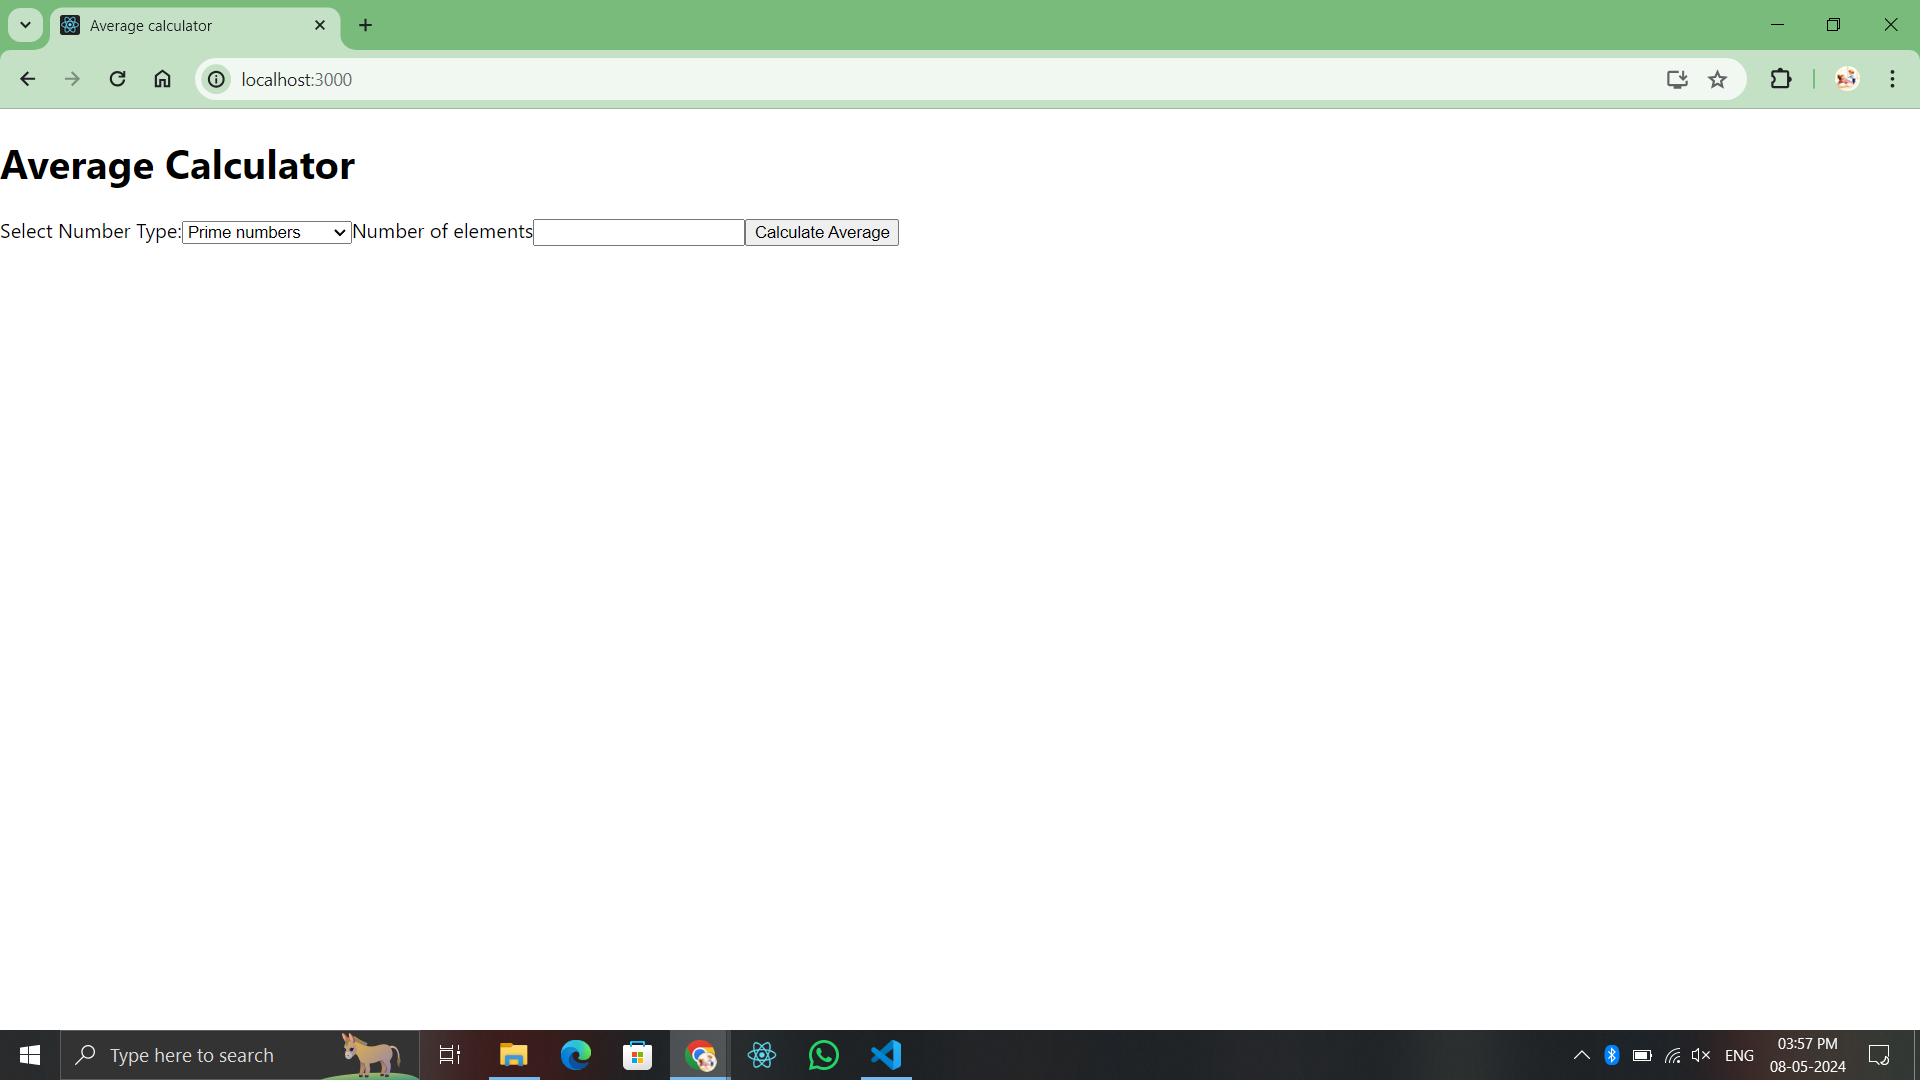 Average calculator
localhost:3000
Average Calculator
Select Number Type: Prime numbers Number of elements Calculate Average
Type here to search
ENG
03:57 PM
08-05-2024